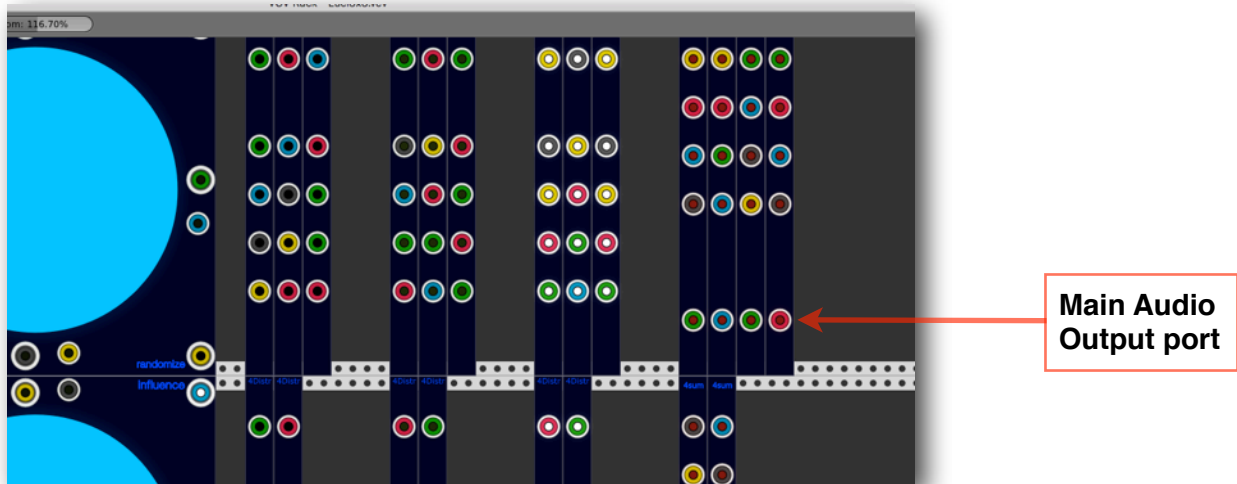 om: 116.70%
randomize
influence
4Distr 4Distr
4Distr 4Distr
4Distr 4Distr
4sum 4sum
Main Audio
Output port